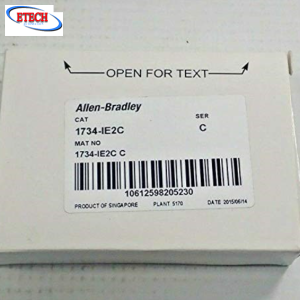 ETECH
OPEN FOR TEXT
Allen-Bradley
CAT
SER
1734-IE2C
C
MAT NO
1734-IE2C C
10612598205230
PRODUCT OF SINGAPORE PLANT 5170 DATE 2015/06/14